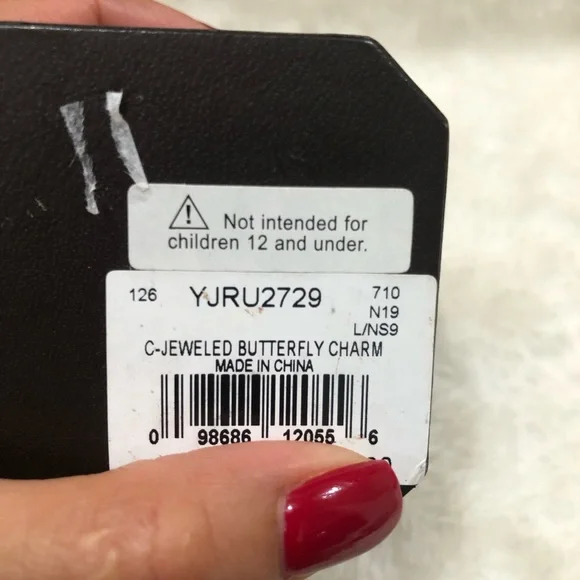 Not intended for
children 12 and under.
126 YJRU2729 710
N19
L/NS9
C-JEWELED BUTTERFLY CHARM
MADE IN CHINA
0 98686 12055 6